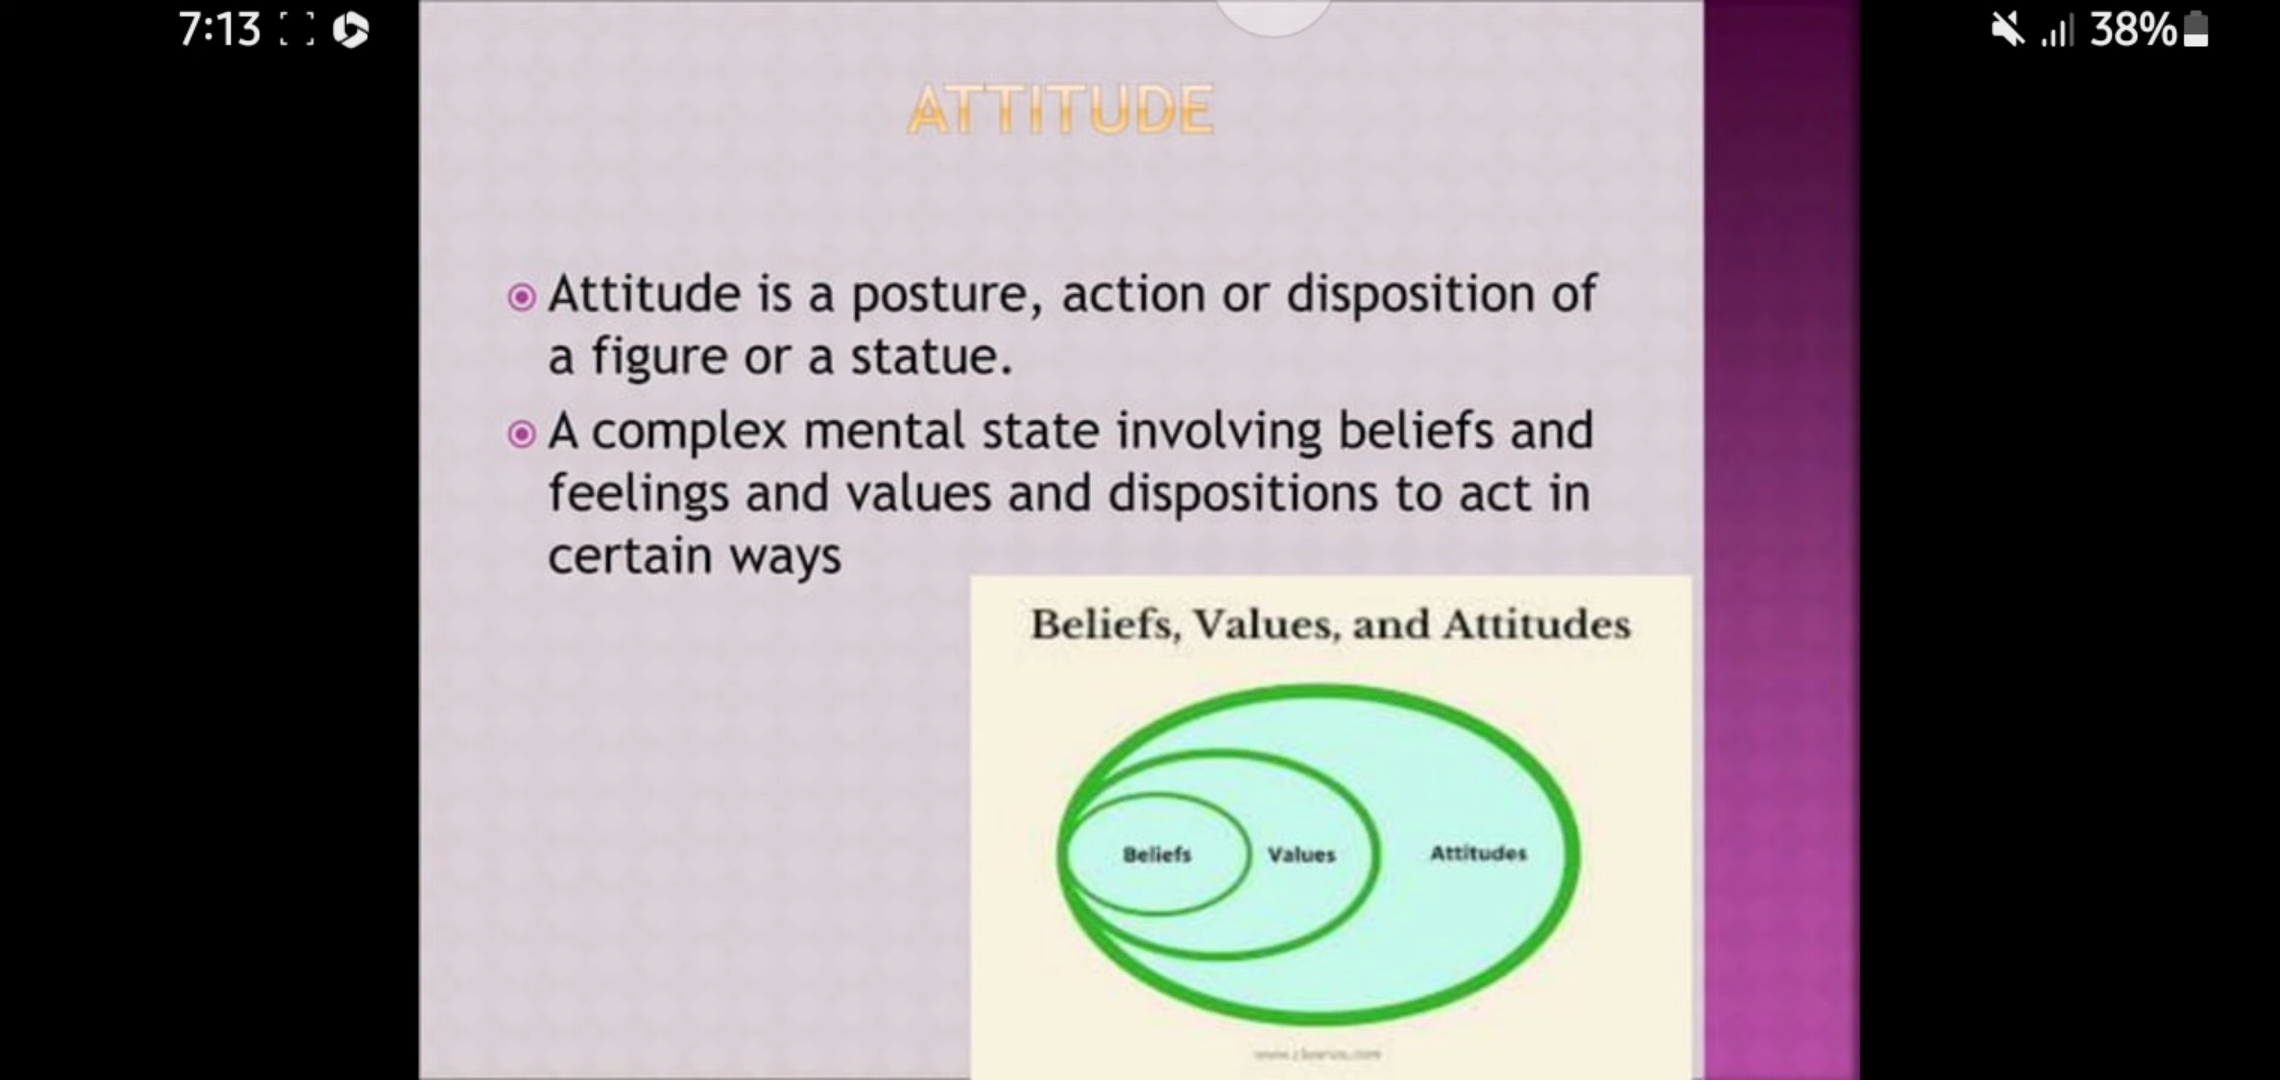 7:13
38%
ATTITUDE
Attitude is a posture, action or disposition of
a figure or a statue.
A complex mental state involving beliefs and
feelings and values and dispositions to act in
certain ways
Beliefs, Values, and Attitudes
Beliefs
Values
Attitudes